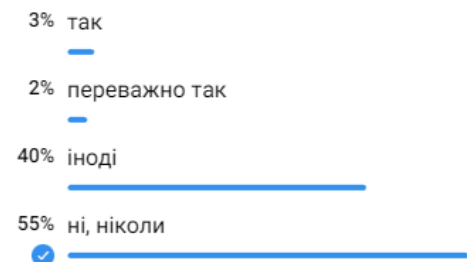 3% так
2% переважно так
40% іноді
55% ні, ніколи